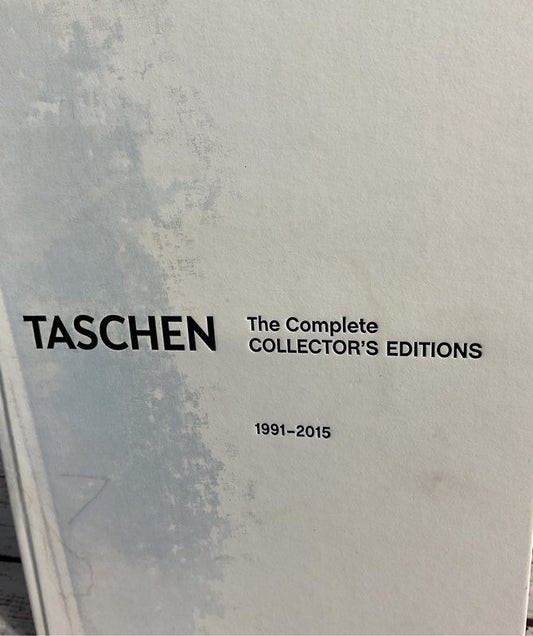 TASCHEN
The Complete
COLLECTOR'S EDITIONS
1991–2015